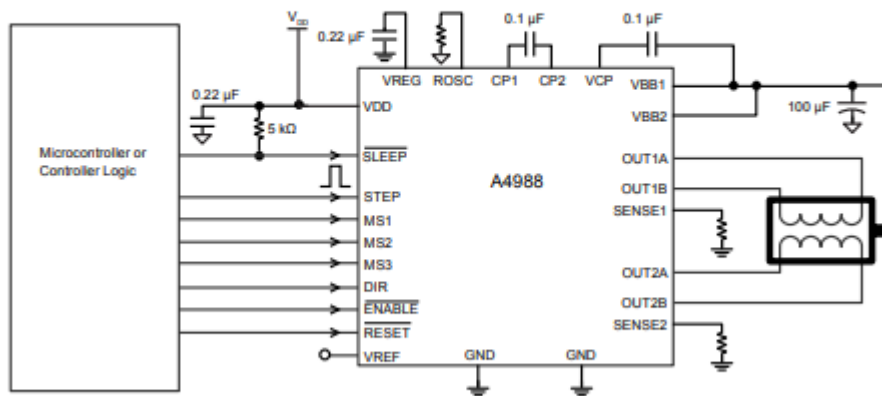 V_DD
0.22 µF
0.1 µF
0.1 µF
0.22 µF
5 kΩ
100 µF
VREG
ROSC
CP1
CP2
VCP
VDD
VBB1
VBB2
Microcontroller or
Controller Logic
SLEEP
A4988
OUT1A
OUT1B
STEP
SENSE1
MS1
MS2
MS3
DIR
ENABLE
RESET
VREF
OUT2A
OUT2B
SENSE2
GND
GND